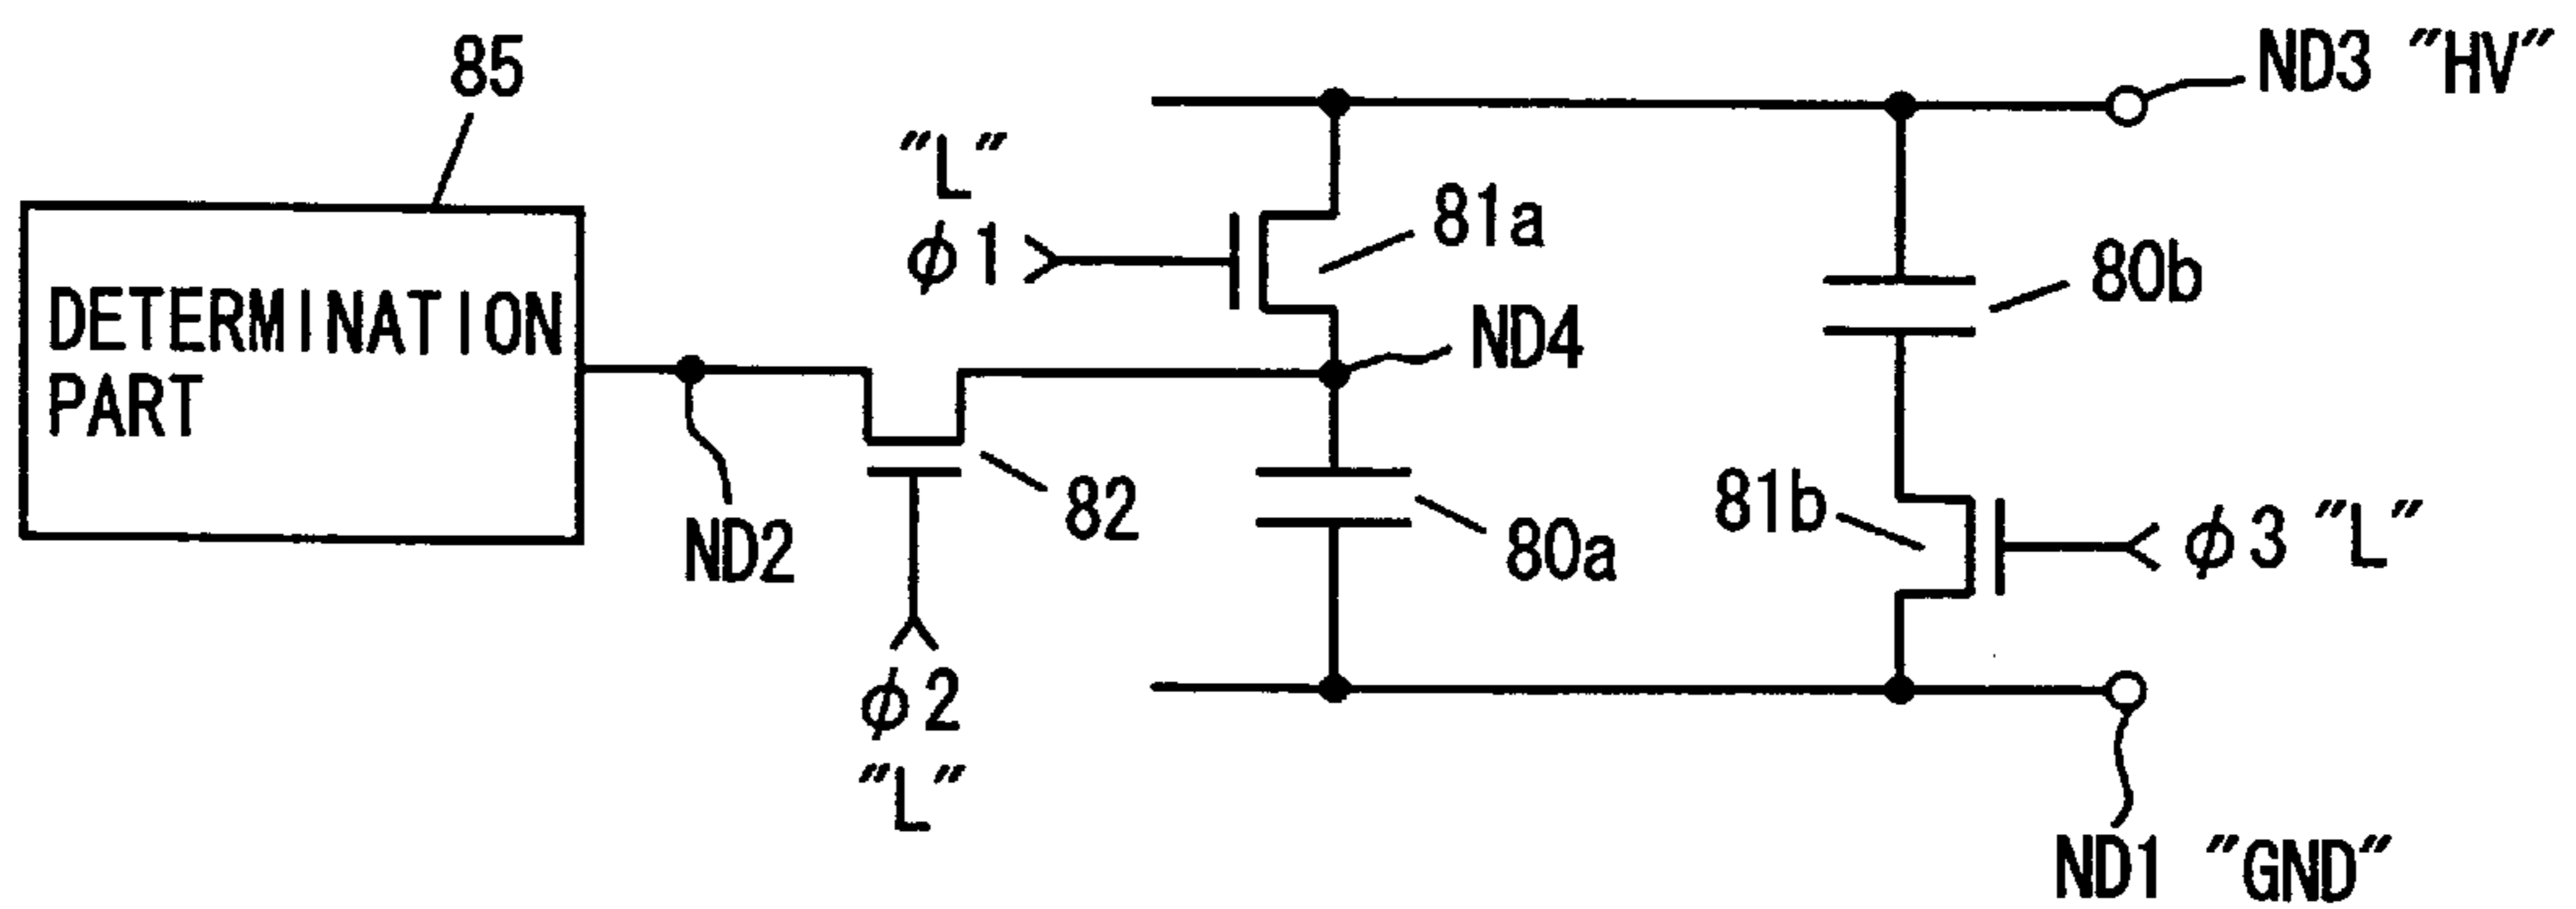 85
ND3 "HV"
"L"
φ1
81a
80b
DETERMINATION
PART
ND4
ND2
82
80a
81b
φ3 "L"
φ2
"L"
ND1 "GND"